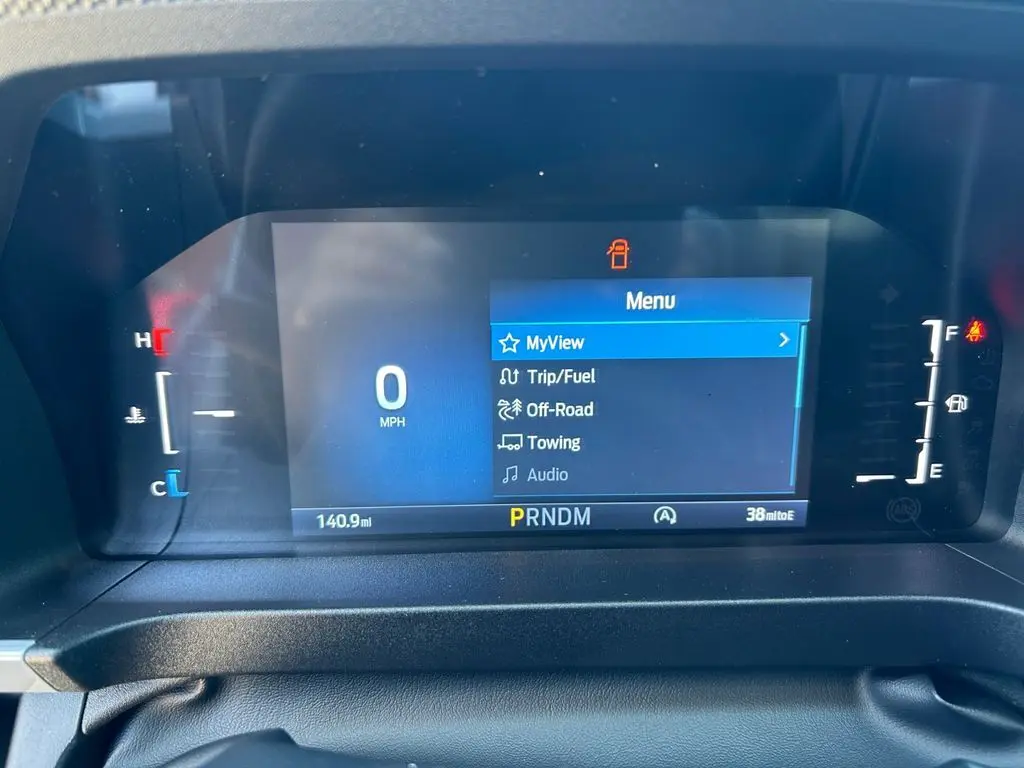 Menu
MyView
Trip/Fuel
Off-Road
Towing
Audio
0
MPH
H
C
F
E
140.9mi
PRNDM
A
38mitoE